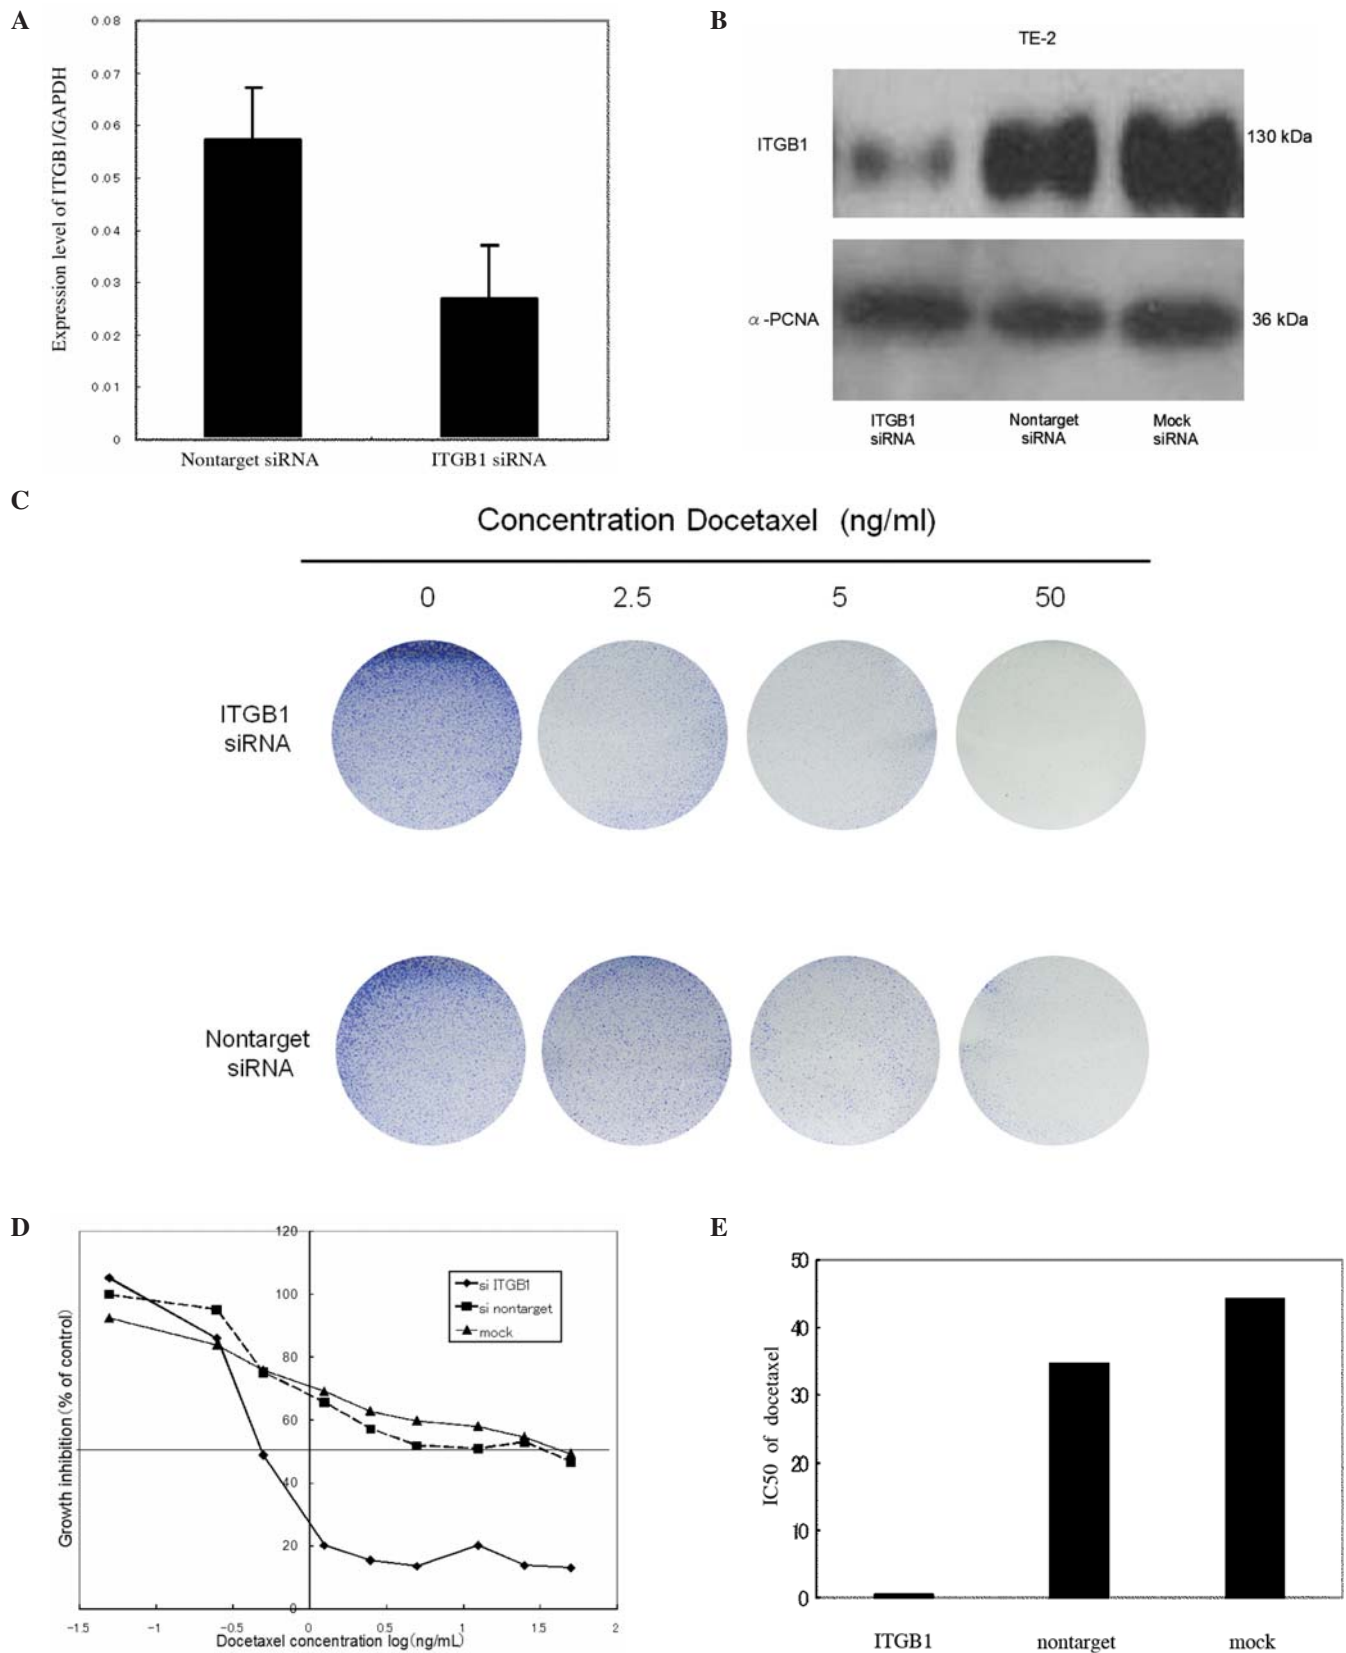 A
0.08
0.07
0.06
0.05
0.04
0.03
0.02
0.01
0
Expression level of ITGB1/GAPDH
Nontarget siRNA
ITGB1 siRNA
B
TE-2
ITGB1
130 kDa
α-PCNA
36 kDa
ITGB1
siRNA
Nontarget
siRNA
Mock
siRNA
C
Concentration Docetaxel (ng/ml)
0
2.5
5
50
ITGB1
siRNA
Nontarget
siRNA
D
120
100
80
60
40
20
0
Growth inhibition (% of control)
si ITGB1
si nontarget
mock
-1.5
-1
-0.5
0
0.5
1
1.5
2
Docetaxel concentration log(ng/mL)
E
50
40
30
20
10
0
IC50 of docetaxel
ITGB1
nontarget
mock